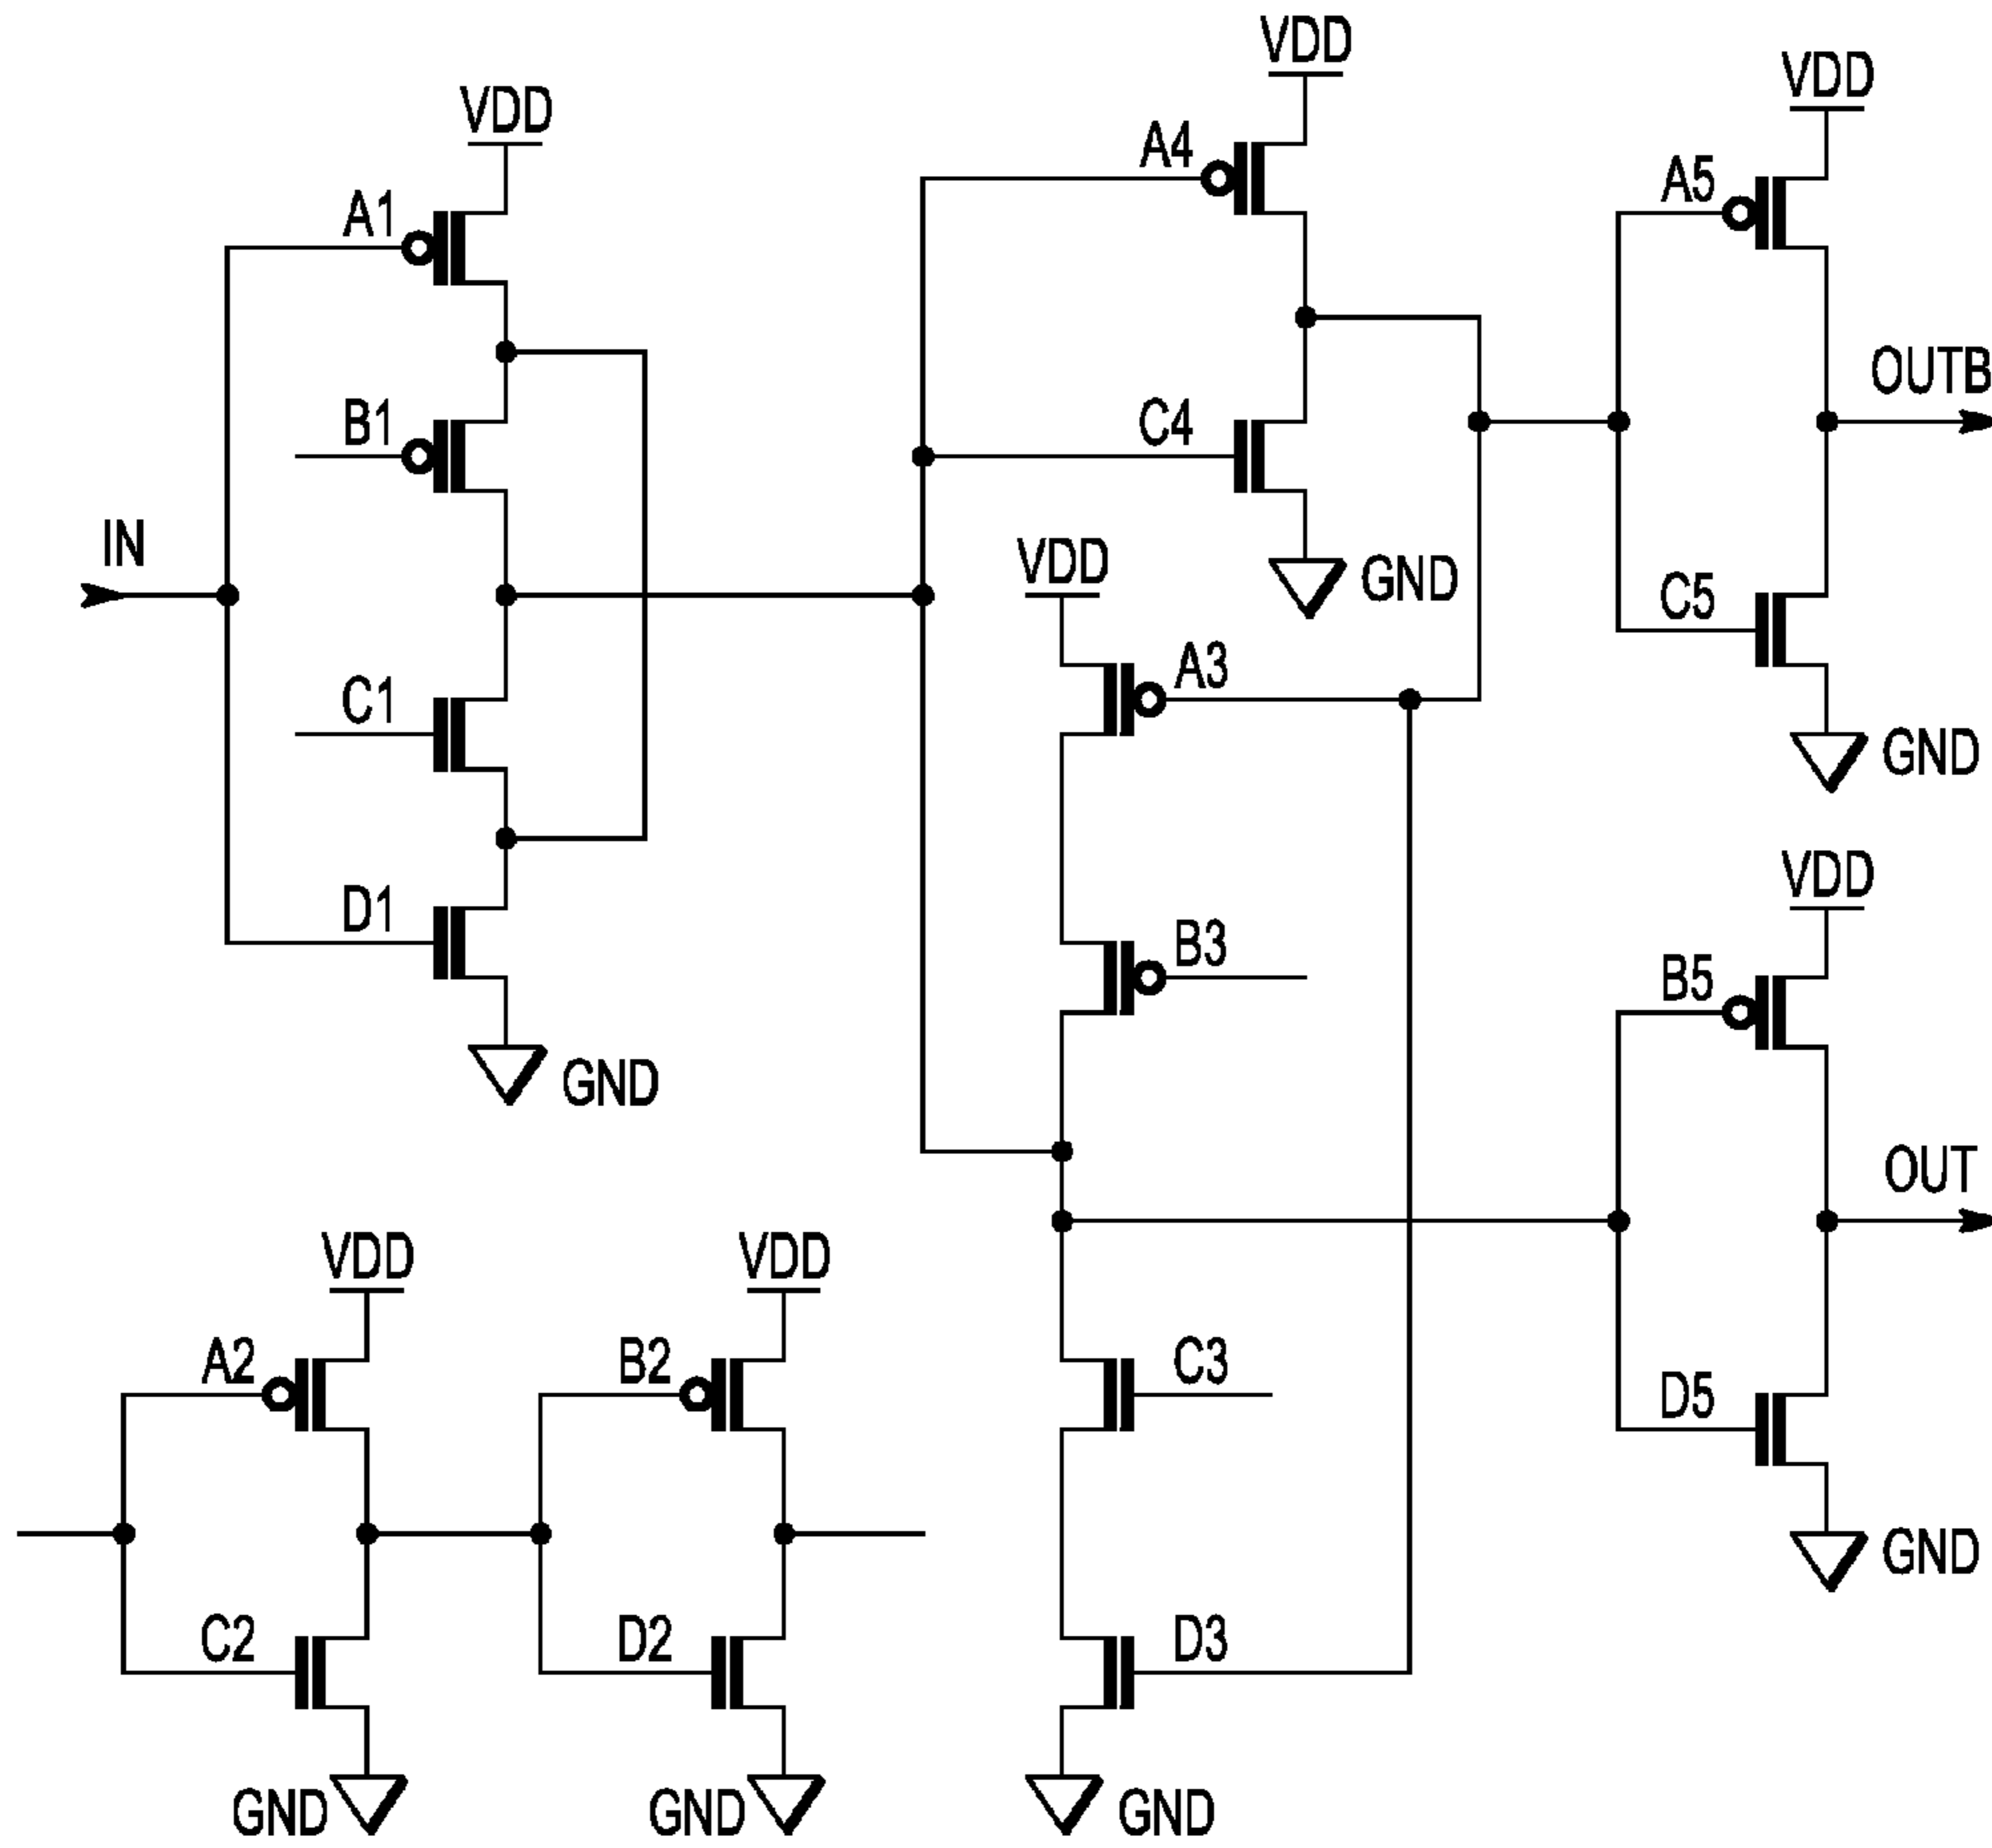 VDD
VDD
VDD
A4
A5
A1
OUTB
B1
C4
IN
VDD
GND
C5
A3
C1
GND
VDD
D1
B3
B5
GND
OUT
VDD
VDD
A2
B2
C3
D5
GND
C2
D2
D3
GND
GND
GND